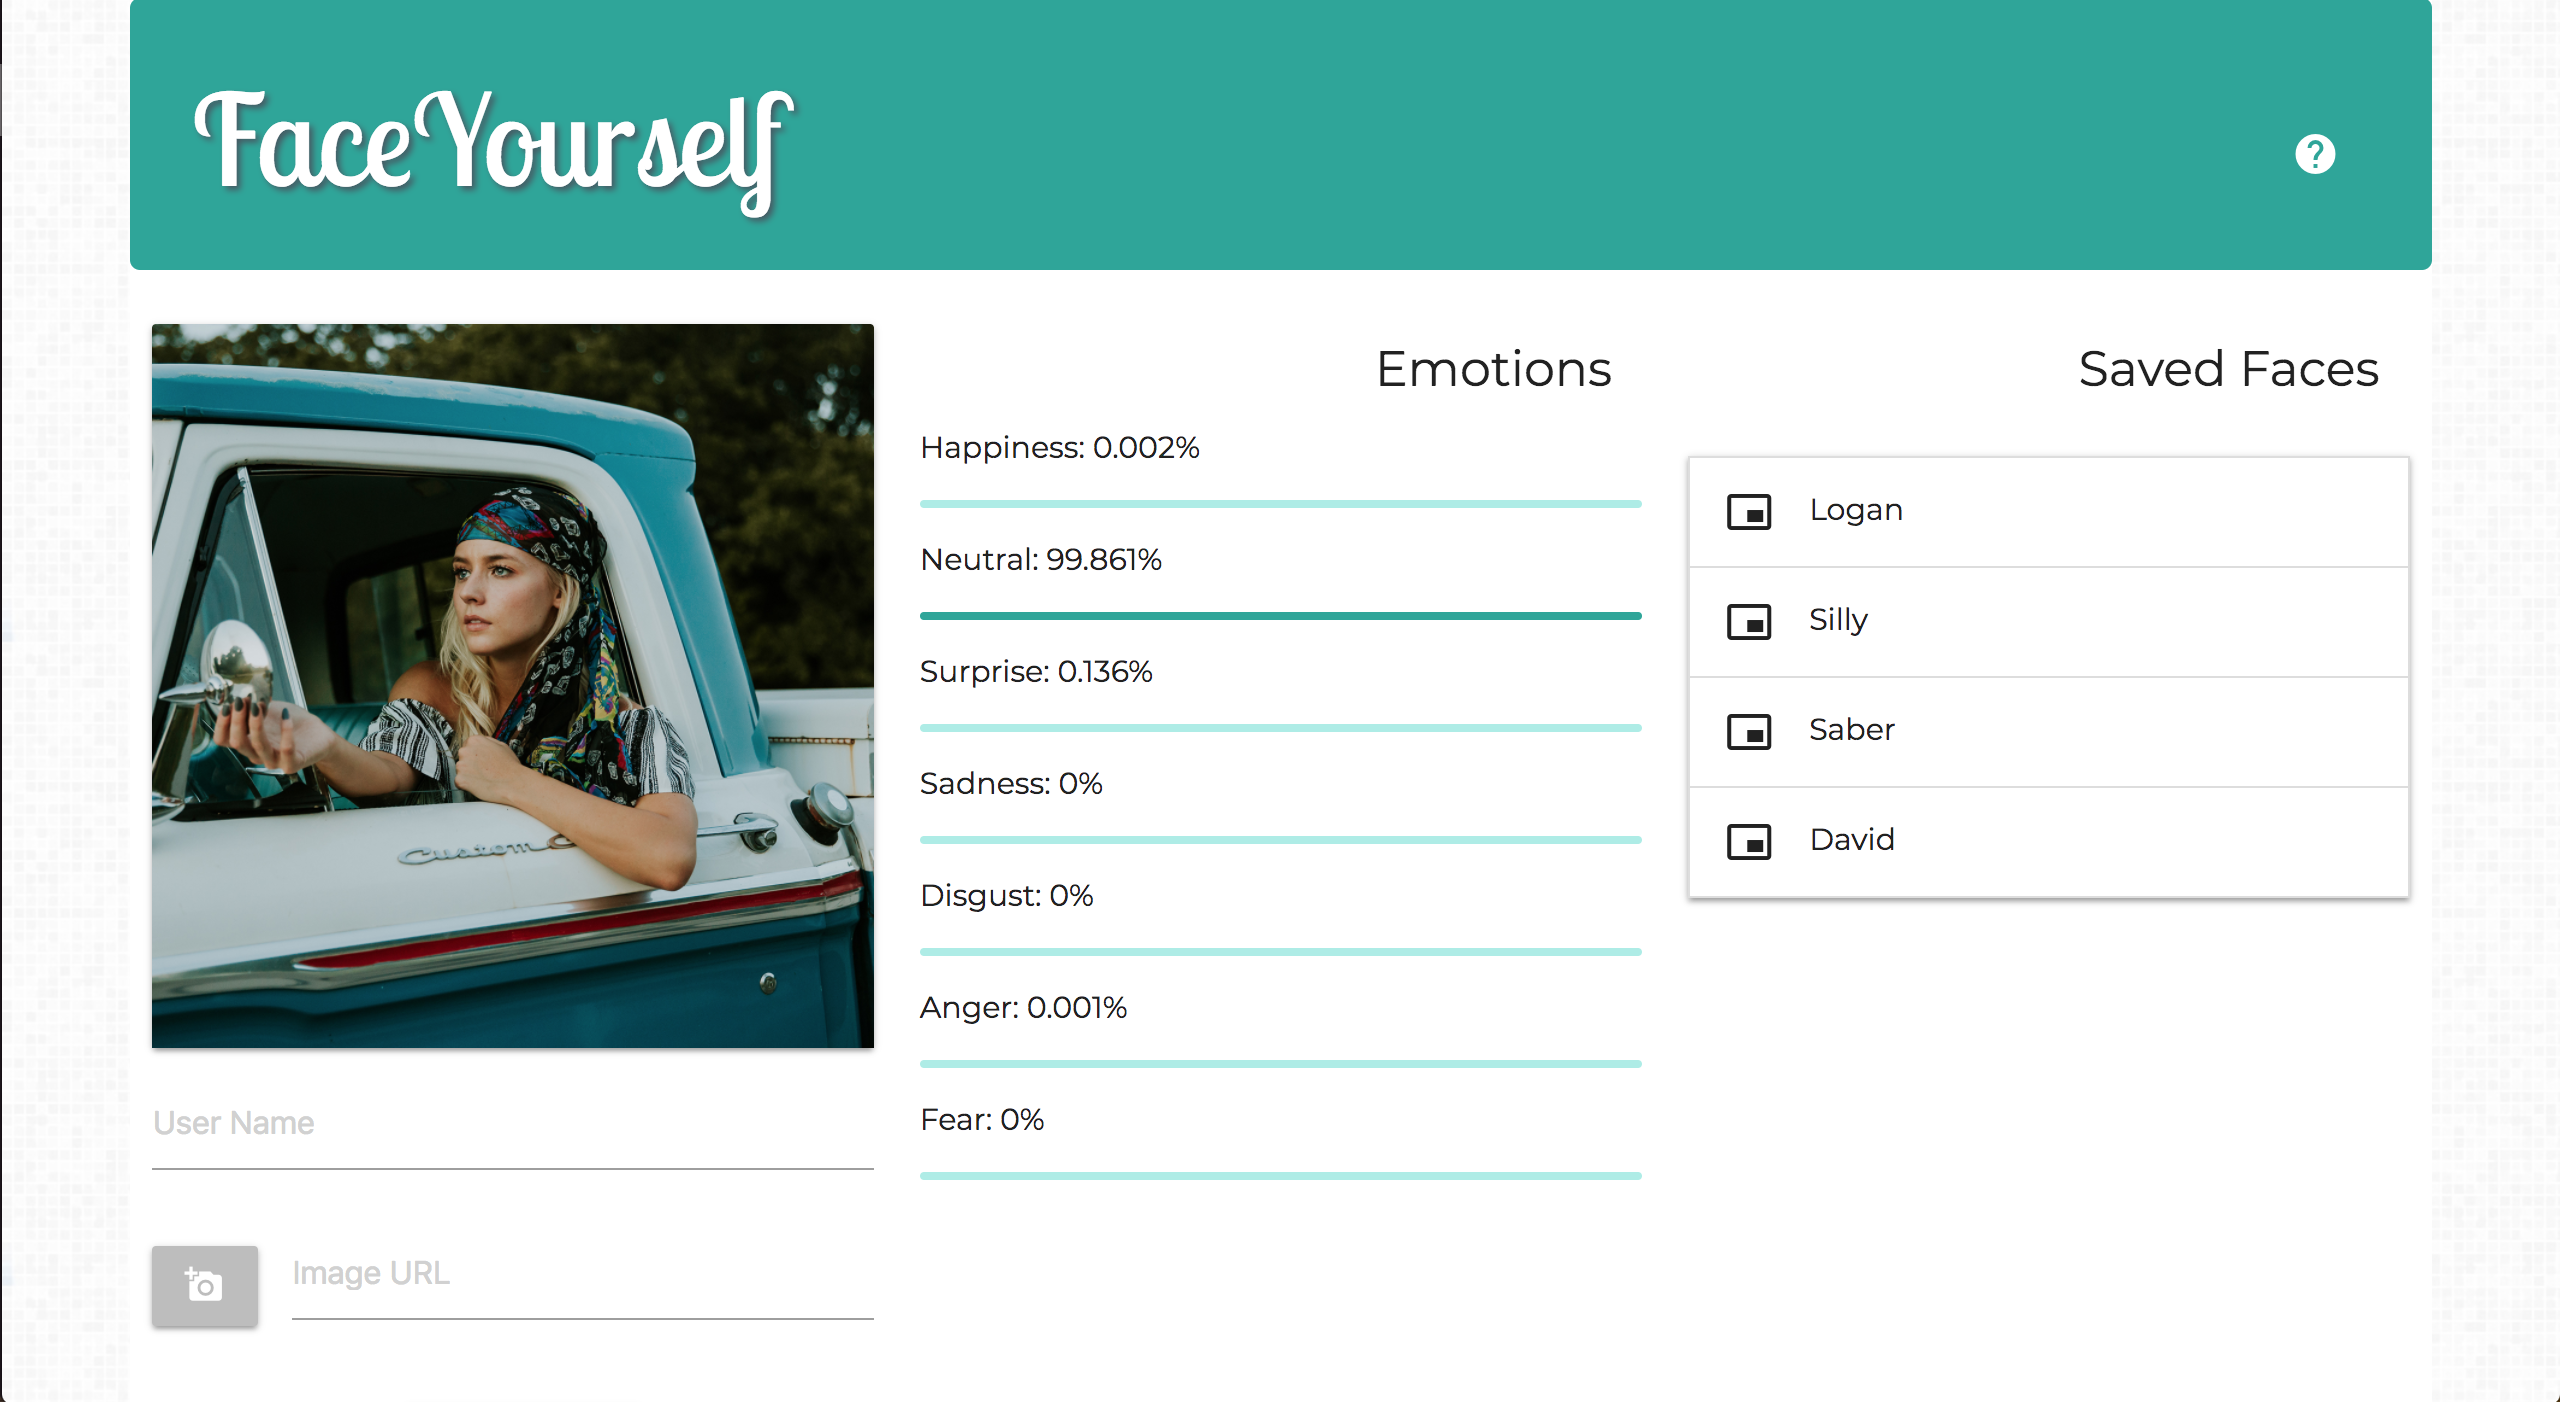 FaceYourself
?
Custom
User Name
Image URL
Emotions
Happiness: 0.002%
Neutral: 99.861%
Surprise: 0.136%
Sadness: 0%
Disgust: 0%
Anger: 0.001%
Fear: 0%
Saved Faces
Logan
Silly
Saber
David